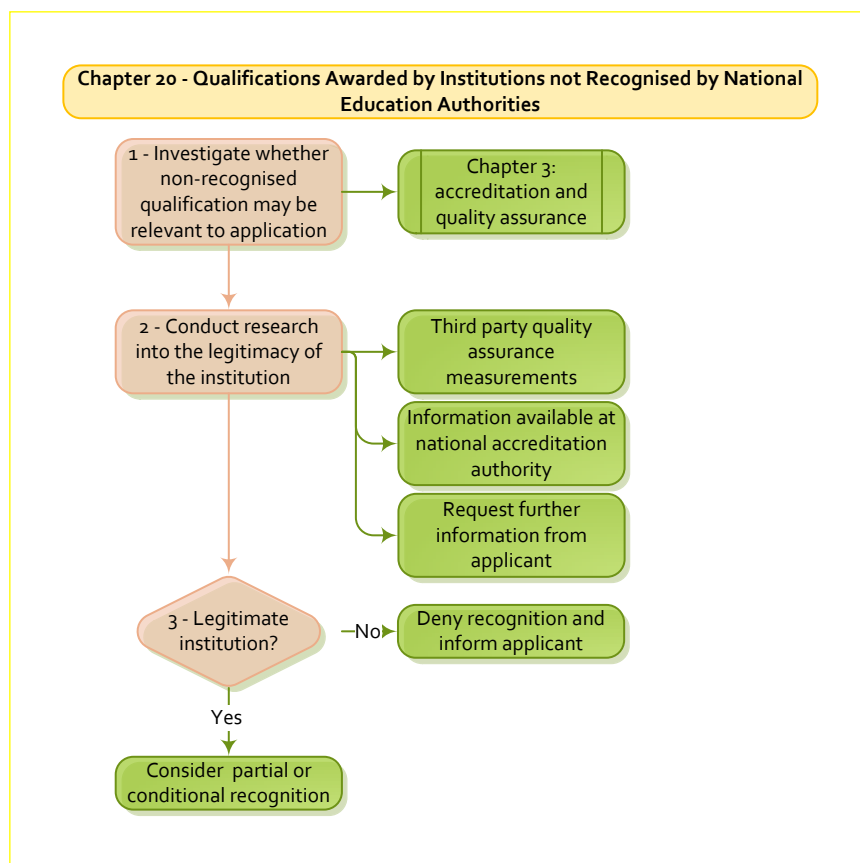 Chapter 20 - Qualifications Awarded by Institutions not Recognised by National
Education Authorities
1 - Investigate whether
non-recognised
qualification may be
relevant to application
Chapter 3:
accreditation and
quality assurance
2 - Conduct research
into the legitimacy of
the institution
Third party quality
assurance
measurements
Information available at
national accreditation
authority
Request further
information from
applicant
3 - Legitimate
institution?
No
Deny recognition and
inform applicant
Yes
Consider partial or
conditional recognition